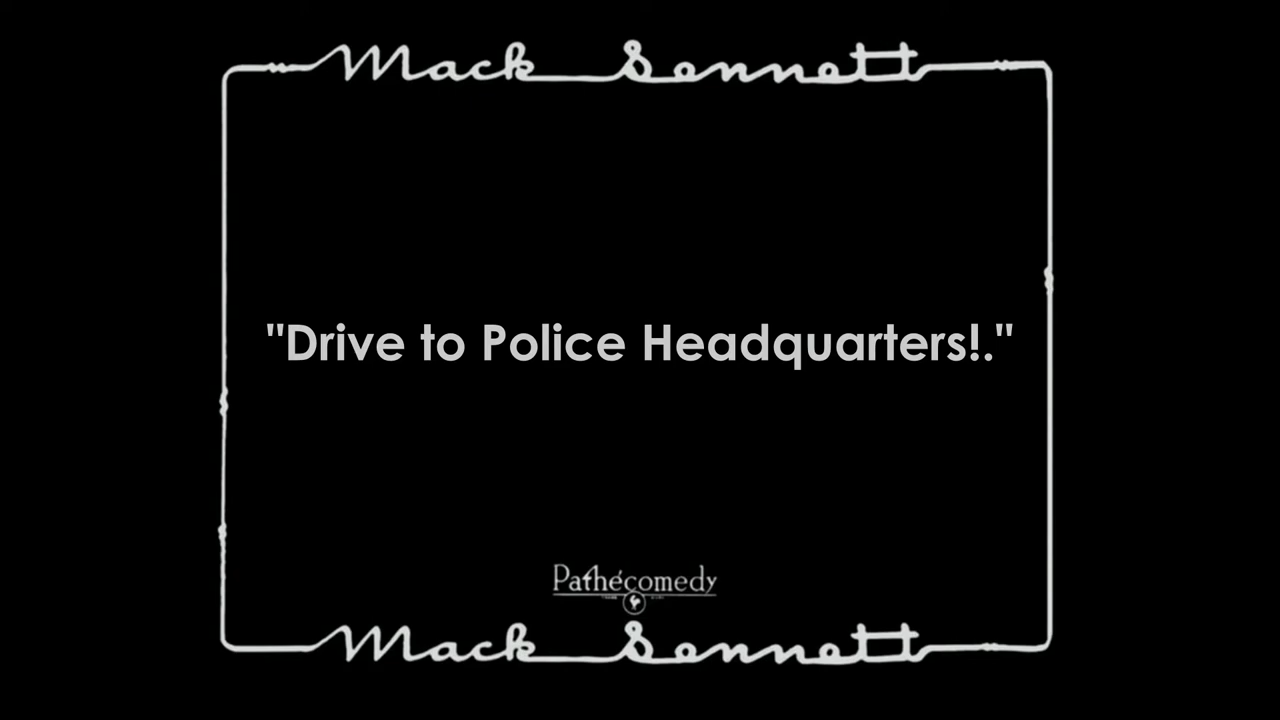 Mack Sennett
"Drive to Police Headquarters!."
Pathécomedy
Mack Sennett